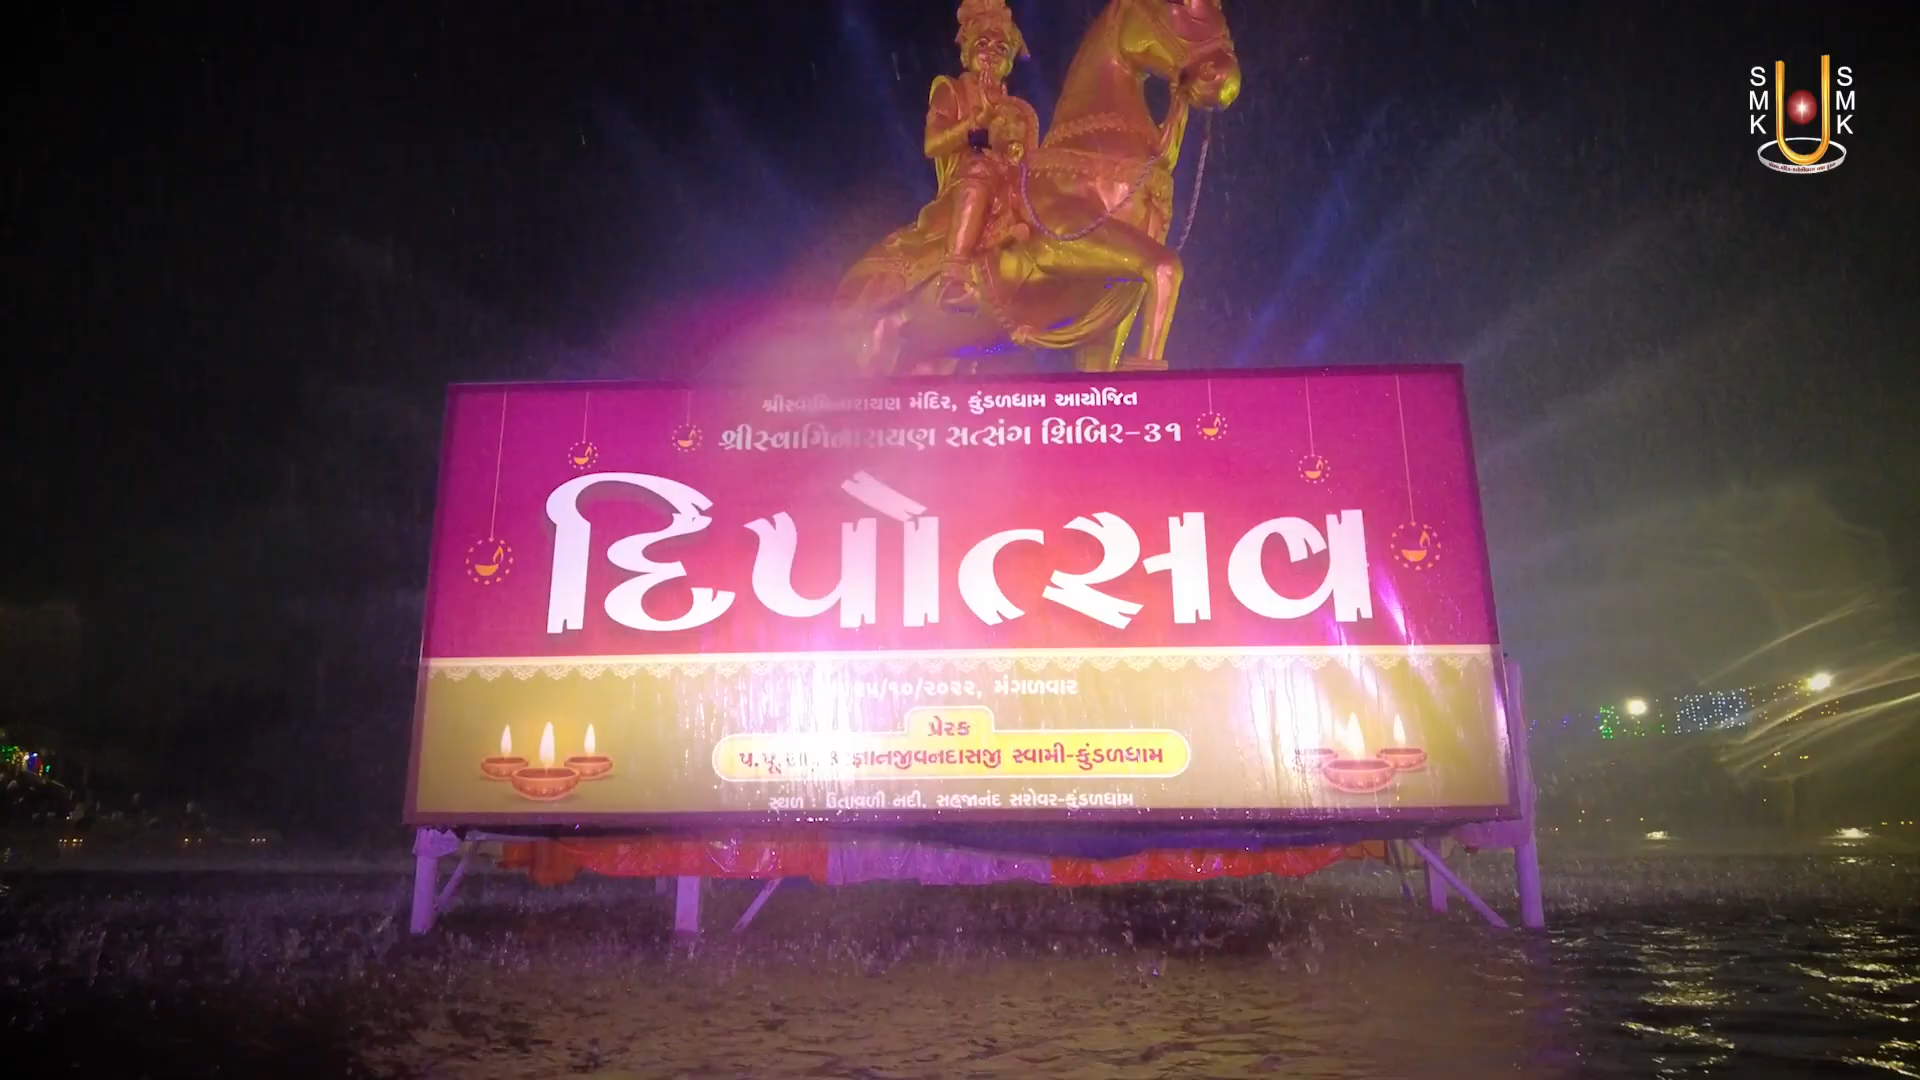 શ્રીસ્વામિનારાયણ મંદિર, કુંડળધામ આયોજિત
શ્રીસ્વામિનારાયણ સત્સંગ શિબિર-૩૧
દિપોત્સવ
૨૫/૧૦/૨૦૨૨, મંગળવાર
પ્રેરક
પ.પૂ. જ્ઞાનજીવનદાસજી સ્વામી-કુંડળધામ
સ્થળ : ઉતાવળી નદી, સહજાનંદ સરોવર-કુંડળધામ
SMK SMK